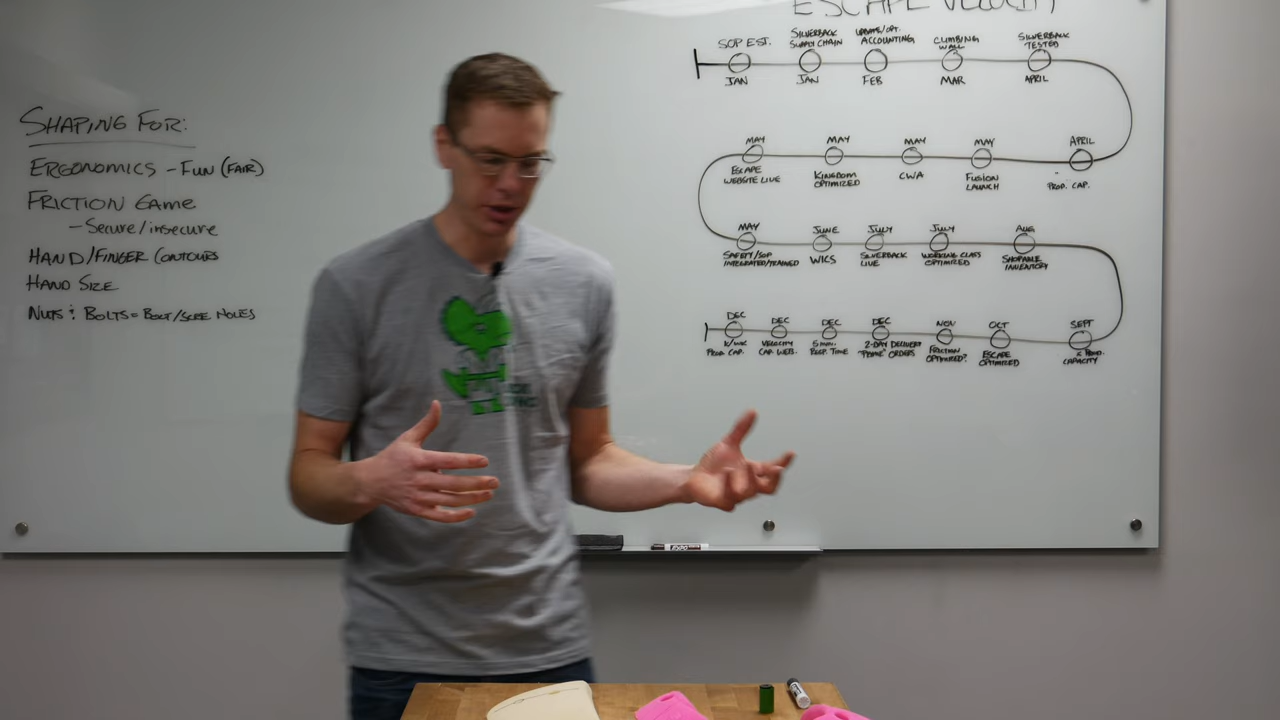 SHAPING FOR:
ERGONOMICS - FUN (FAIR)
FRICTION GAME
- SECURE/INSECURE
HAND/FINGER CONTOURS
HAND SIZE
NUTS & BOLTS = BOLT/SCREW HOLES
ESCAPE VELOCITY
SOP EST.
JAN
SILVERBACK
SUPPLY CHAIN
JAN
UPDATE/OPT.
ACCOUNTING
FEB
CLIMBING
WALL
MAR
SILVERBACK
TESTED
APRIL
MAY
ESCAPE
WEBSITE LIVE
MAY
KINGDOM
OPTIMIZED
MAY
CWA
MAY
FUSION
LAUNCH
APRIL
PROD. CAP.
MAY
SAFETY/SOP
INTEGRATED/TRAINED
JUNE
WICS
JULY
SILVERBACK
LIVE
JULY
WORKING CLASS
OPTIMIZED
AUG
SHOPABLE
INVENTORY
DEC
PROD. CAP.
DEC
VELOCITY
CAP. WEB.
DEC
5 MIN.
RESP. TIME
DEC
2-DAY DELIVERY
"PRIME" ORDERS
NOV
FRICTION
OPTIMIZED?
OCT
ESCAPE
OPTIMIZED
SEPT
PROD.
CAPACITY
EXPO